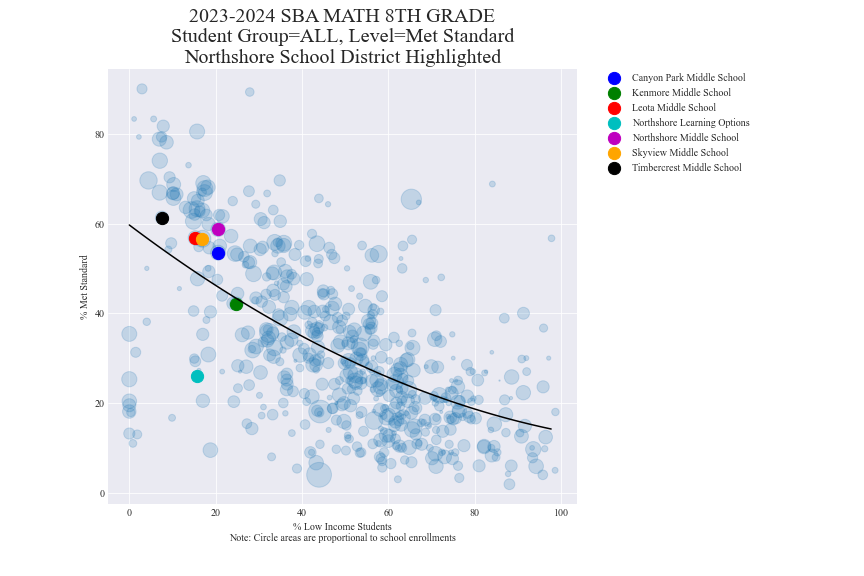 2023-2024 SBA MATH 8TH GRADE
Student Group=ALL, Level=Met Standard
Northshore School District Highlighted
Canyon Park Middle School
Kenmore Middle School
Leota Middle School
Northshore Learning Options
Northshore Middle School
Skyview Middle School
Timbercrest Middle School
% Met Standard
80
60
40
20
0
0 20 40 60 80 100
% Low Income Students
Note: Circle areas are proportional to school enrollments